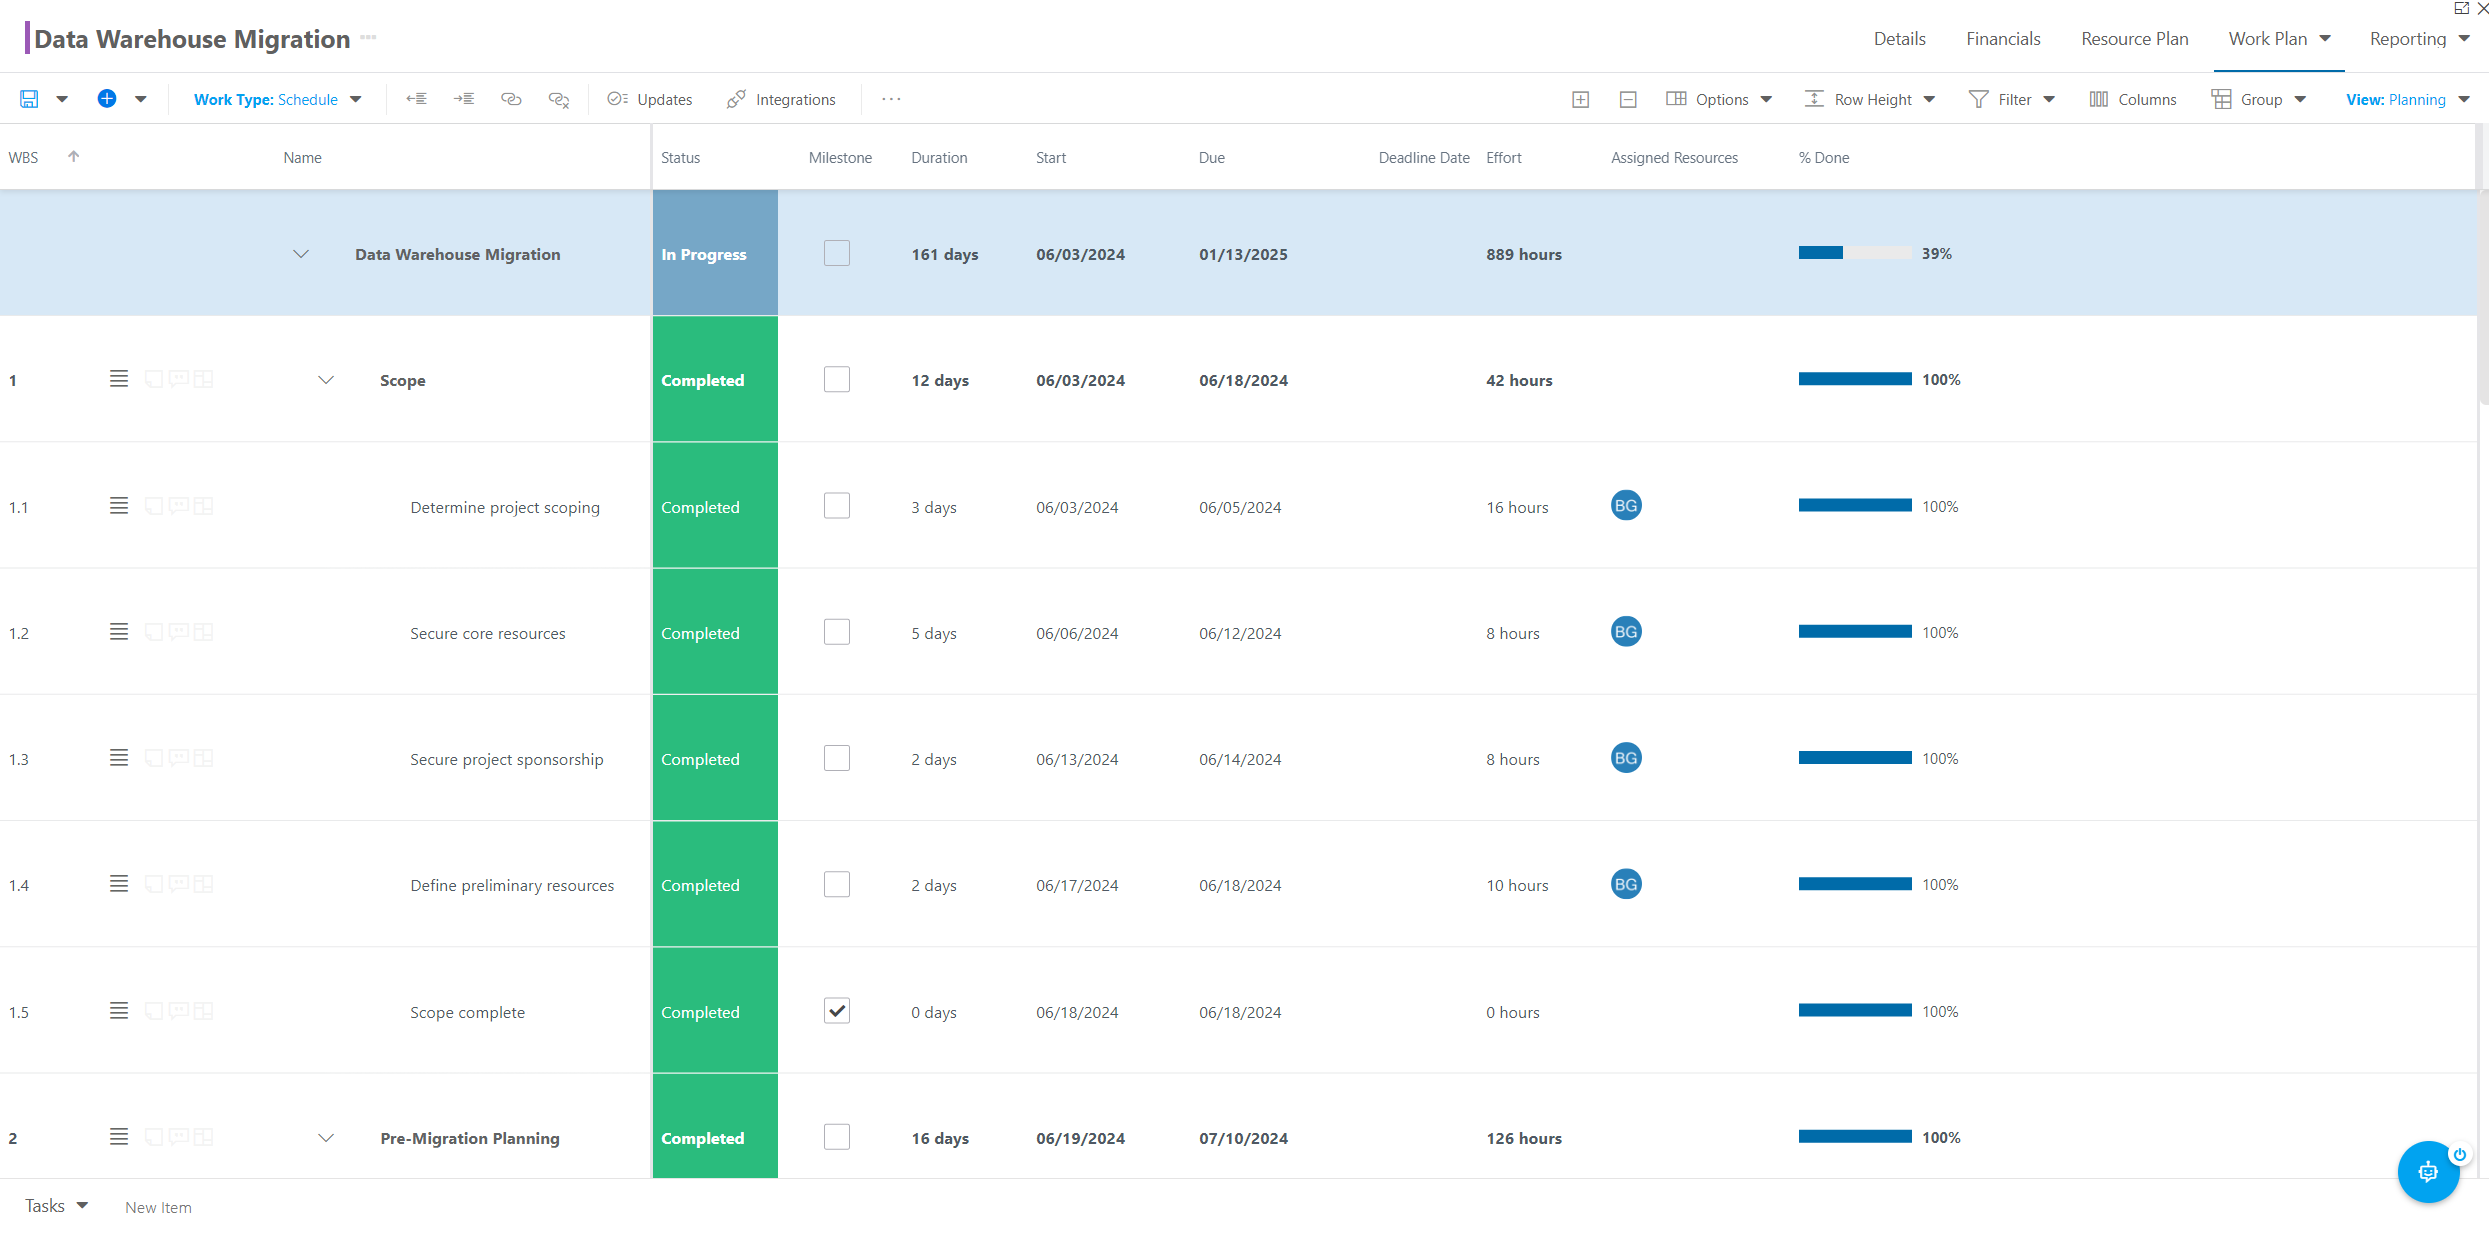 Data Warehouse Migration
Details Financials Resource Plan Work Plan Reporting
Work Type: Schedule Updates Integrations Options Row Height Filter Columns Group View: Planning
WBS Name Status Milestone Duration Start Due Deadline Date Effort Assigned Resources % Done
Data Warehouse Migration In Progress 161 days 06/03/2024 01/13/2025 889 hours 39%
1 Scope Completed 12 days 06/03/2024 06/18/2024 42 hours 100%
1.1 Determine project scoping Completed 3 days 06/03/2024 06/05/2024 16 hours BG 100%
1.2 Secure core resources Completed 5 days 06/06/2024 06/12/2024 8 hours BG 100%
1.3 Secure project sponsorship Completed 2 days 06/13/2024 06/14/2024 8 hours BG 100%
1.4 Define preliminary resources Completed 2 days 06/17/2024 06/18/2024 10 hours BG 100%
1.5 Scope complete Completed 0 days 06/18/2024 06/18/2024 0 hours 100%
2 Pre-Migration Planning Completed 16 days 06/19/2024 07/10/2024 126 hours 100%
Tasks New Item